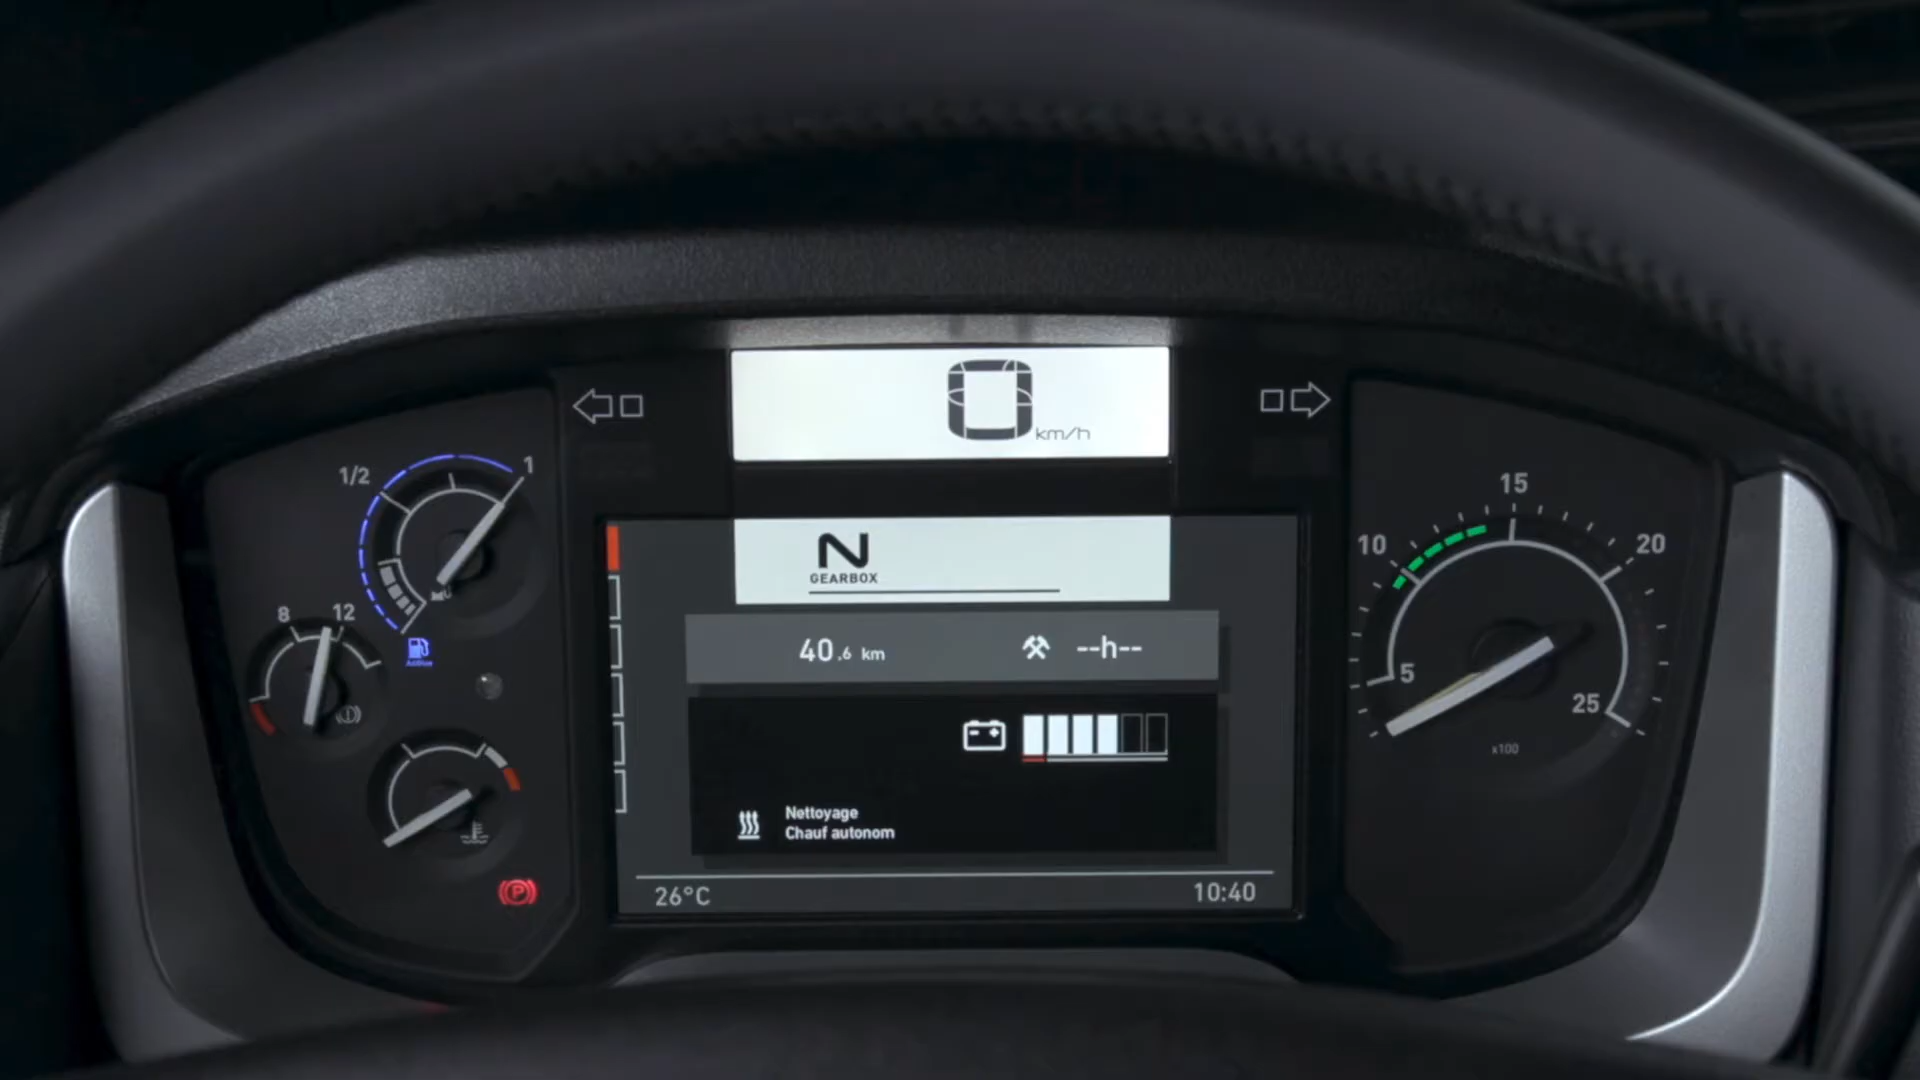 0 km/h
1/2
1
8
12
AdBlue
N
GEARBOX
40.6 km
--h--
Nettoyage
Chauf autonom
26°C
10:40
P
5
10
15
20
25
x100